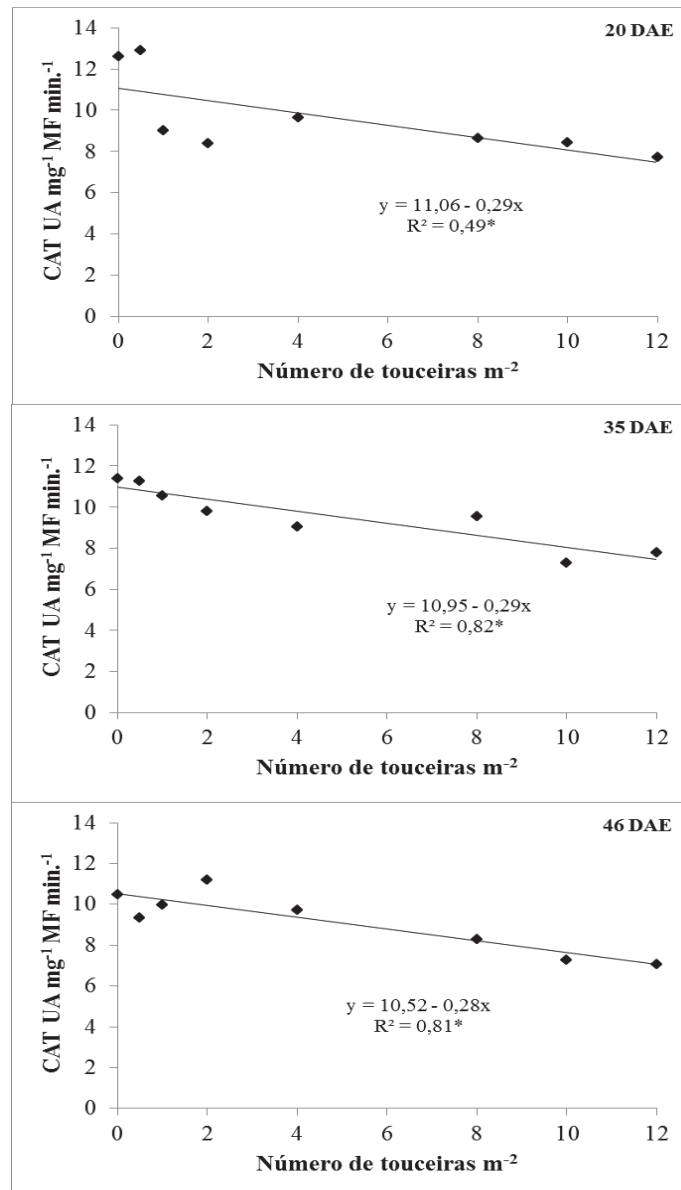 20 DAE
CAT UA mg⁻¹ MF min.⁻¹
14
12
10
8
6
4
2
0
y = 11,06 - 0,29x
R² = 0,49*
0 2 4 6 8 10 12
Número de touceiras m⁻²
35 DAE
CAT UA mg⁻¹ MF min.⁻¹
14
12
10
8
6
4
2
0
y = 10,95 - 0,29x
R² = 0,82*
0 2 4 6 8 10 12
Número de touceiras m⁻²
46 DAE
CAT UA mg⁻¹ MF min.⁻¹
14
12
10
8
6
4
2
0
y = 10,52 - 0,28x
R² = 0,81*
0 2 4 6 8 10 12
Número de touceiras m⁻²